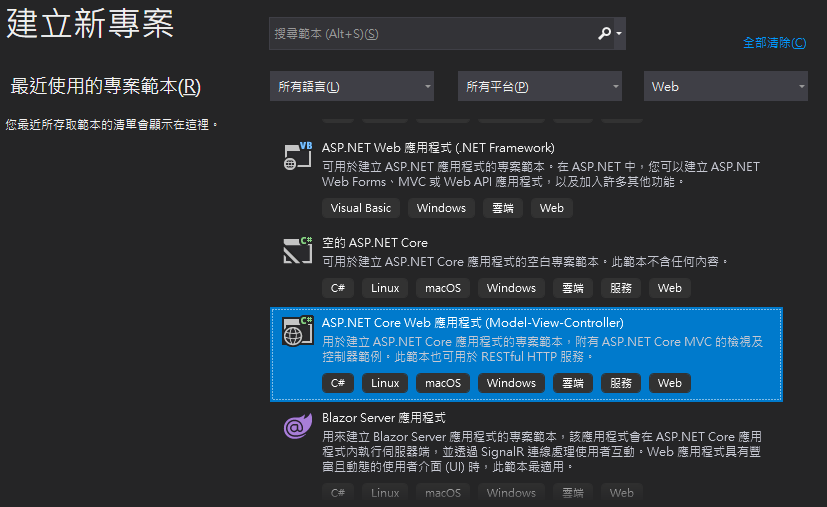 建立新專案
搜尋範本 (Alt+S)(S)
全部清除(C)
最近使用的專案範本(R)
所有語言(L)
所有平台(P)
Web
您最近所存取範本的清單會顯示在這裡。
VB
ASP.NET Web 應用程式 (.NET Framework)
可用於建立 ASP.NET 應用程式的專案範本。在 ASP.NET 中，您可以建立 ASP.NET
Web Forms、MVC 或 Web API 應用程式，以及加入許多其他功能。
Visual Basic Windows 雲端 Web
C#
空的 ASP.NET Core
可用於建立 ASP.NET Core 應用程式的空白專案範本。此範本不含任何內容。
C# Linux macOS Windows 雲端 服務 Web
C#
ASP.NET Core Web 應用程式 (Model-View-Controller)
用於建立 ASP.NET Core 應用程式的專案範本，附有 ASP.NET Core MVC 的檢視及
控制器範例。此範本也可用於 RESTful HTTP 服務。
C# Linux macOS Windows 雲端 服務 Web
Blazor Server 應用程式
用來建立 Blazor Server 應用程式的專案範本，該應用程式會在 ASP.NET Core 應用
程式內執行伺服器端，並透過 SignalR 連線處理使用者互動。Web 應用程式具有豐
富且動態的使用者介面 (UI) 時，此範本最適用。
C# Linux macOS Windows 雲端 Web